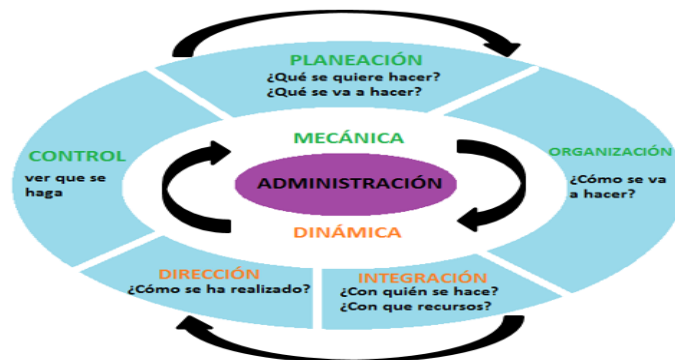 PLANEACIÓN
¿Qué se quiere hacer?
¿Qué se va a hacer?
CONTROL
ver que se
haga
MECÁNICA
ADMINISTRACIÓN
DINÁMICA
ORGANIZACIÓN
¿Cómo se va
a hacer?
DIRECCIÓN
¿Cómo se ha realizado?
INTEGRACIÓN
¿Con quién se hace?
¿Con que recursos?